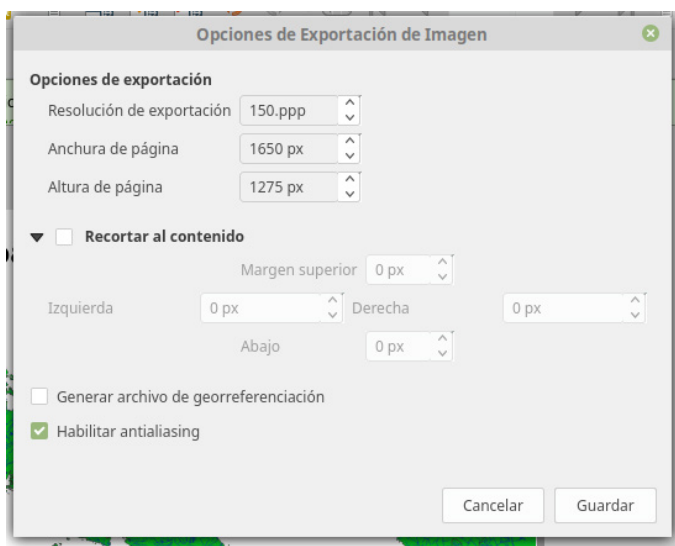 Opciones de Exportación de Imagen
Opciones de exportación
Resolución de exportación 150.ppp
Anchura de página 1650 px
Altura de página 1275 px
Recortar al contenido
Margen superior 0 px
Izquierda 0 px Derecha 0 px
Abajo 0 px
Generar archivo de georreferenciación
Habilitar antialiasing
Cancelar Guardar